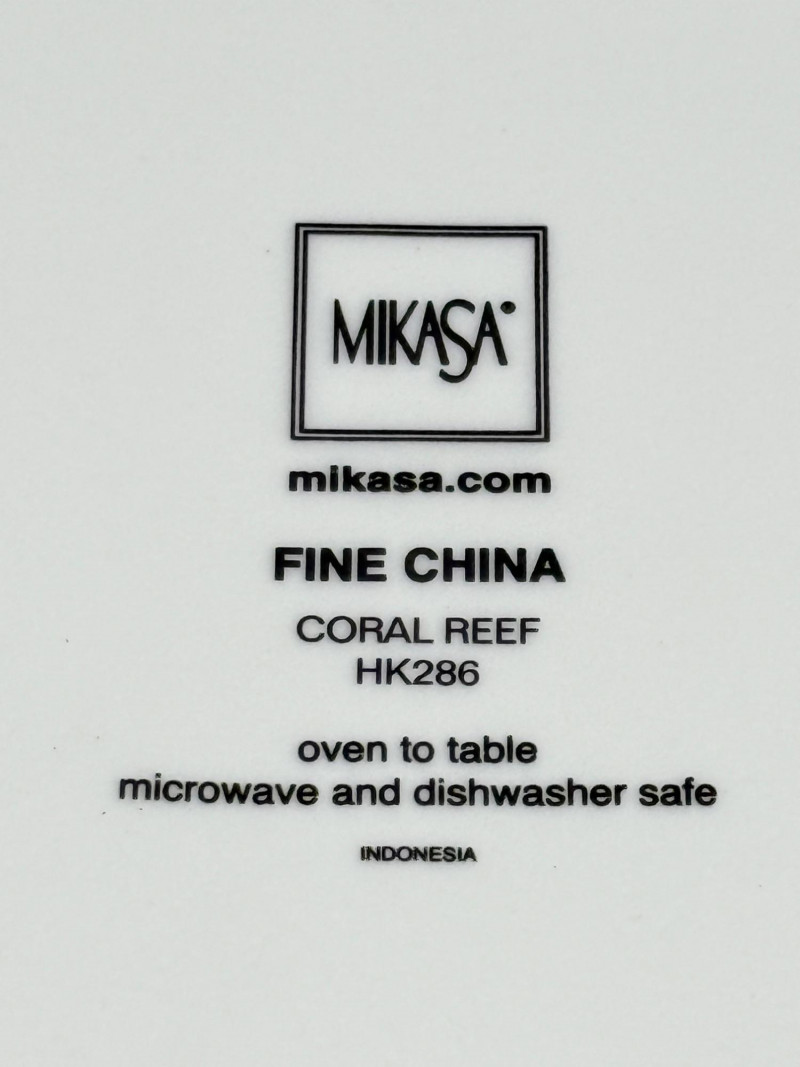 MIKASA
mikasa.com
FINE CHINA
CORAL REEF
HK286
oven to table
microwave and dishwasher safe
INDONESIA